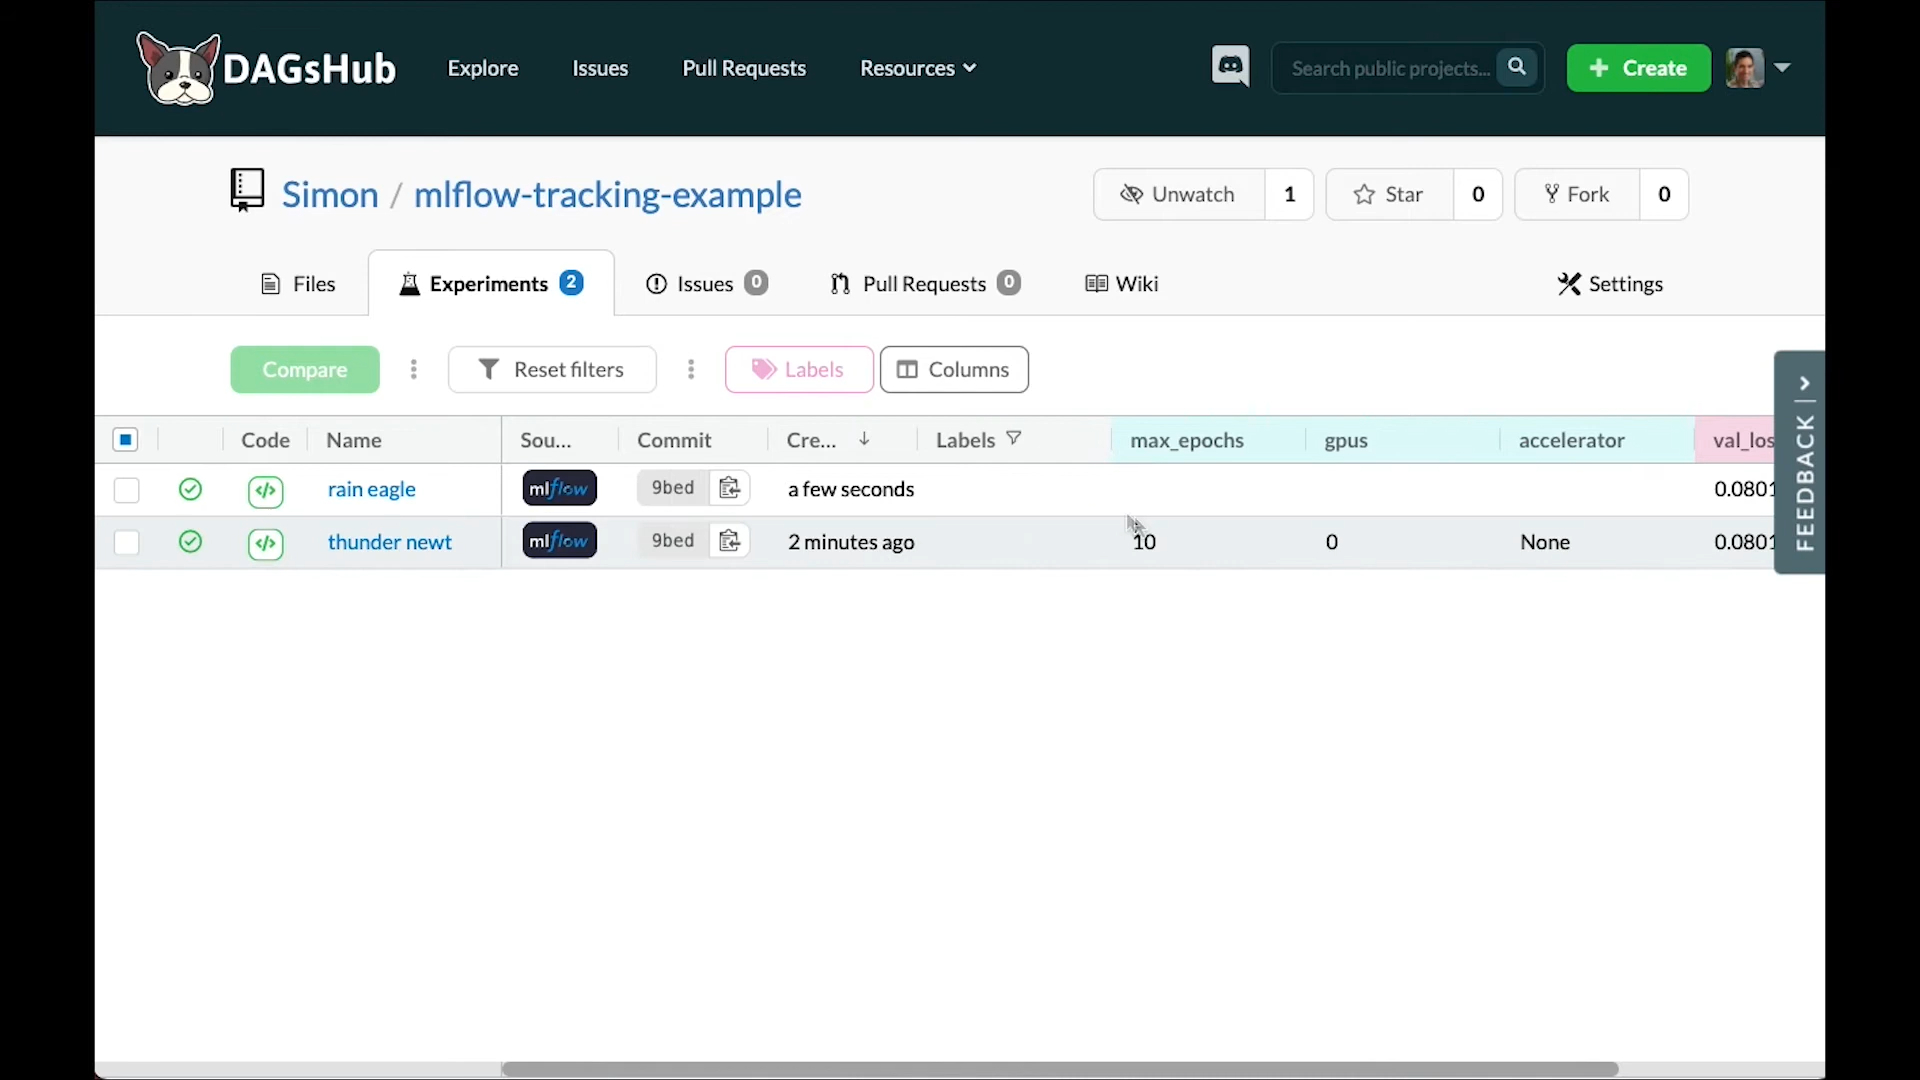 DAGsHub Explore Issues Pull Requests Resources Search public projects... + Create
Simon / mlflow-tracking-example Unwatch 1 Star 0 Fork 0
Files Experiments 2 Issues 0 Pull Requests 0 Wiki Settings
Compare Reset filters Labels Columns
Code Name Sou... Commit Cre... Labels max_epochs gpus accelerator val_los
rain eagle mlflow 9bed a few seconds 0.0801
thunder newt mlflow 9bed 2 minutes ago 10 0 None 0.0801
FEEDBACK